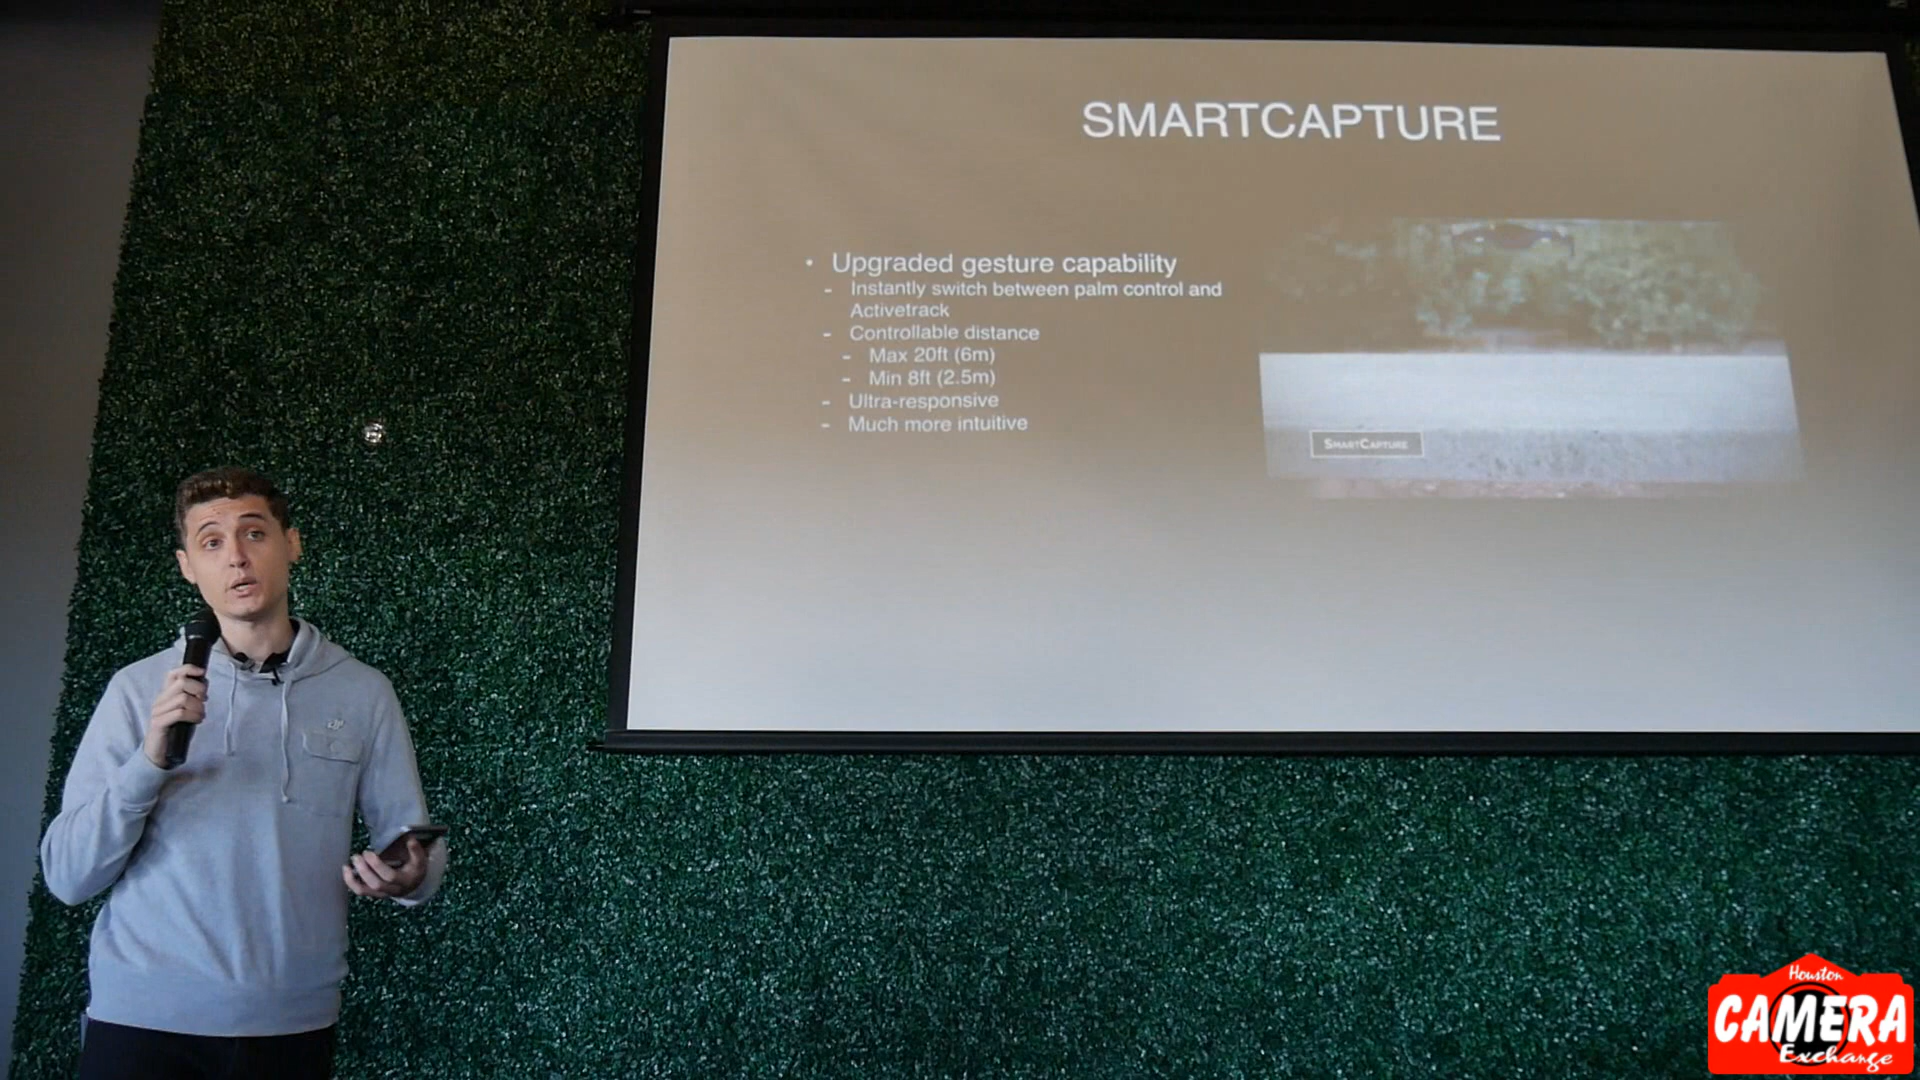 SMARTCAPTURE
• Upgraded gesture capability
- Instantly switch between palm control and
Activetrack
- Controllable distance
- Max 20ft (6m)
- Min 8ft (2.5m)
- Ultra-responsive
- Much more intuitive
SMARTCAPTURE
Houston
CAMERA
Exchange